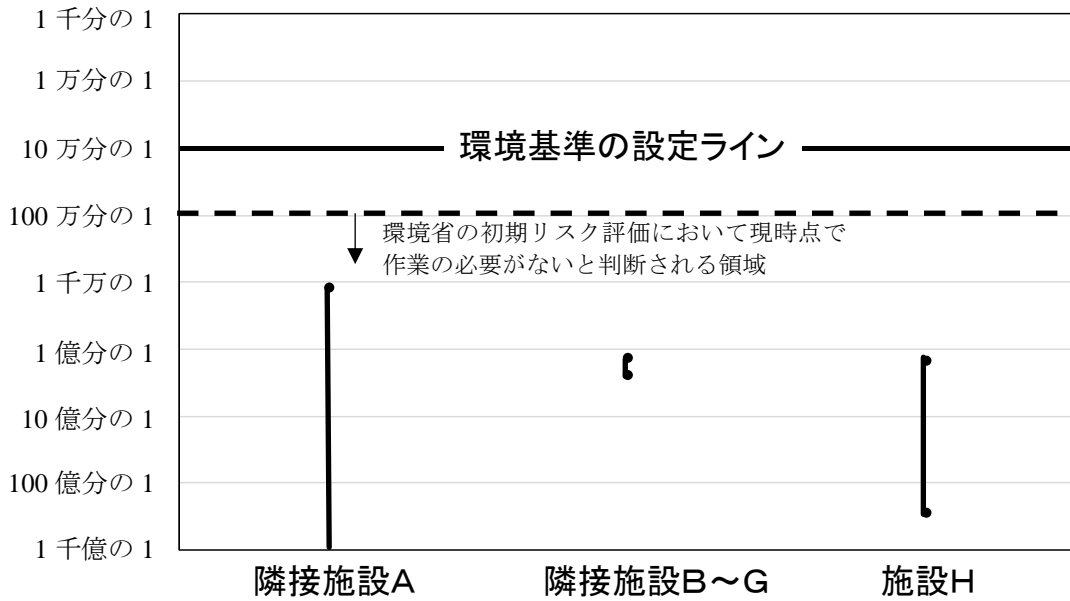 1 千分の 1
1 万分の 1
10 万分の 1
環境基準の設定ライン
100 万分の 1
環境省の初期リスク評価において現時点で
作業の必要がないと判断される領域
1 千万の 1
1 億分の 1
10 億分の 1
100 億分の 1
1 千億の 1
隣接施設A
隣接施設B～G
施設H